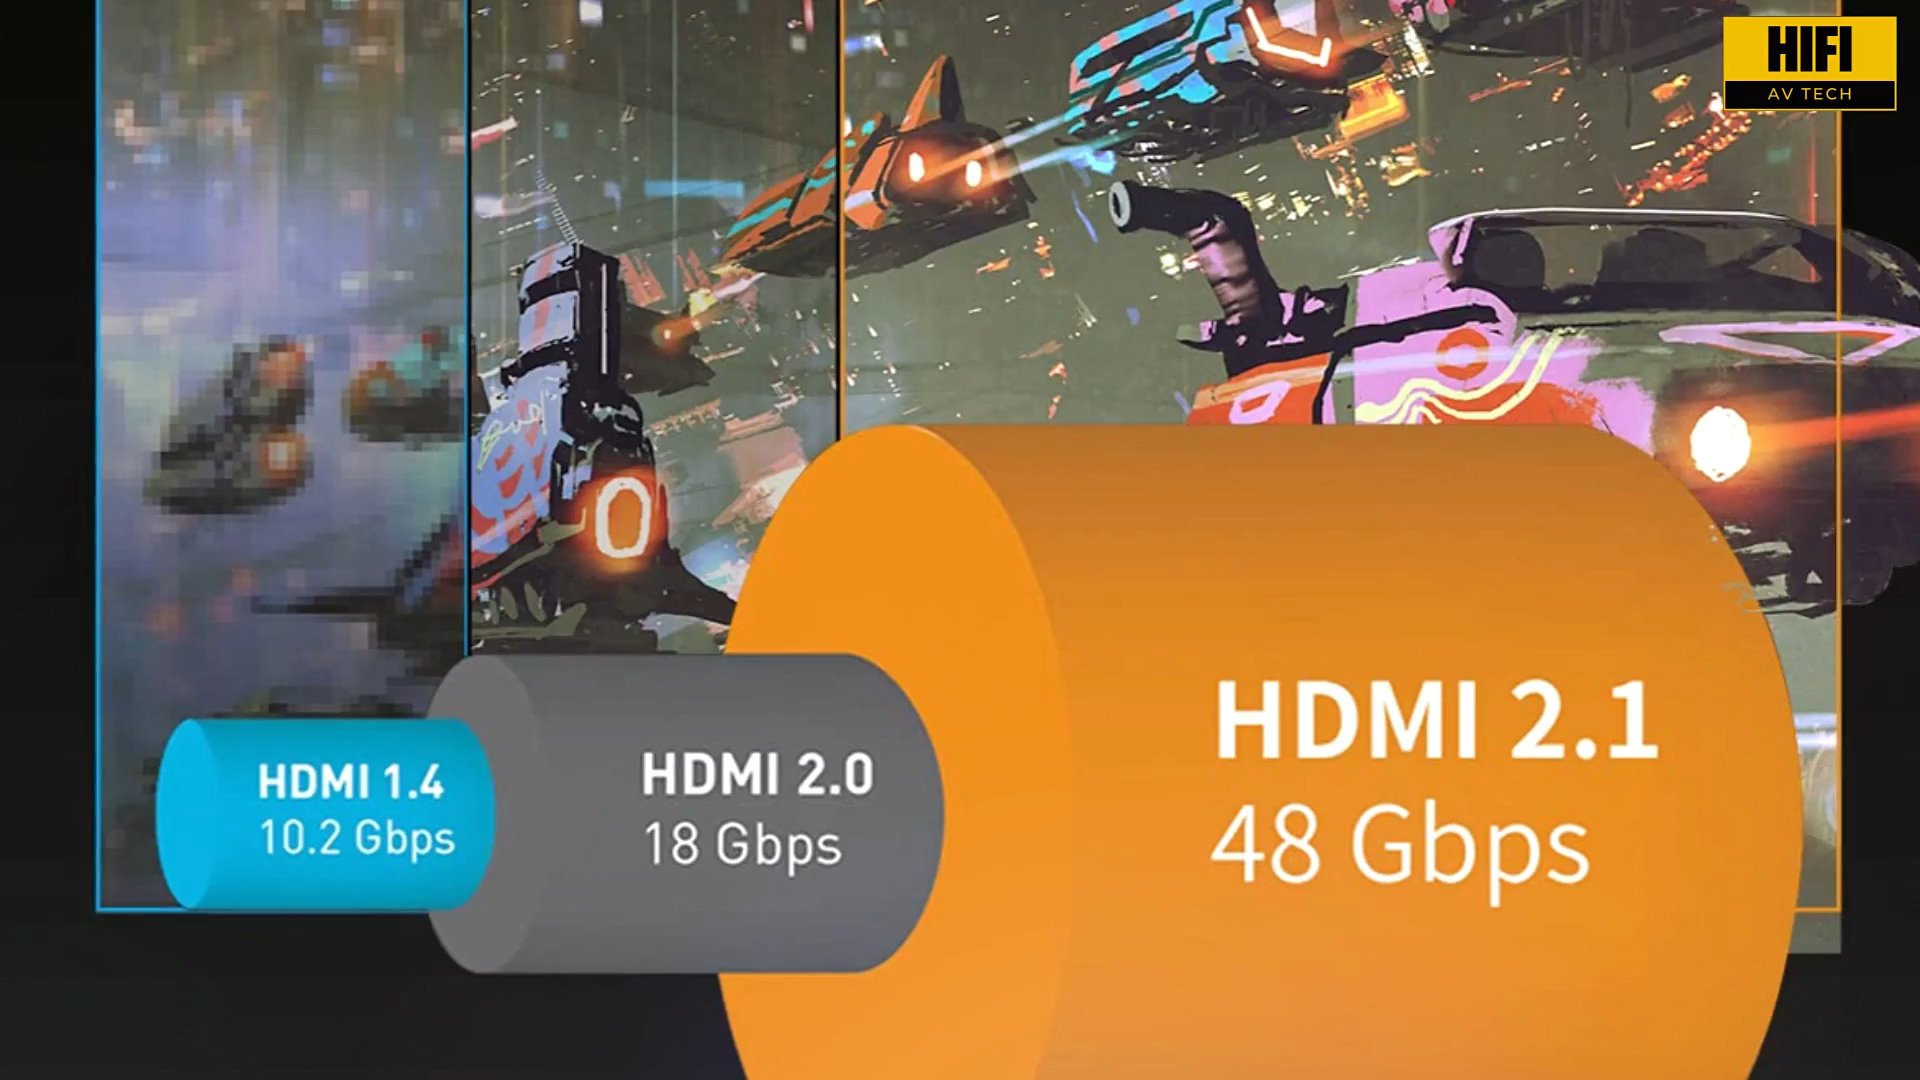 HIFI
AV TECH
HDMI 1.4
10.2 Gbps
HDMI 2.0
18 Gbps
HDMI 2.1
48 Gbps